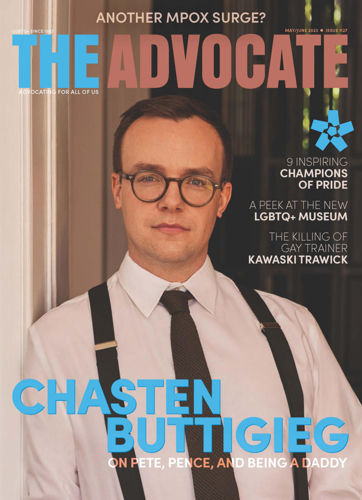 ANOTHER MPOX SURGE?
MAY/JUNE 2023 ★ ISSUE 1127
THE ADVOCATE
ADVOCATING FOR ALL OF US
9 INSPIRING
CHAMPIONS
OF PRIDE
A PEEK AT THE NEW
LGBTQ+ MUSEUM
THE KILLING OF
GAY TRAINER
KAWASKI TRAWICK
CHASTEN
BUTTIGIEG
ON PETE, PENCE, AND BEING A DADDY